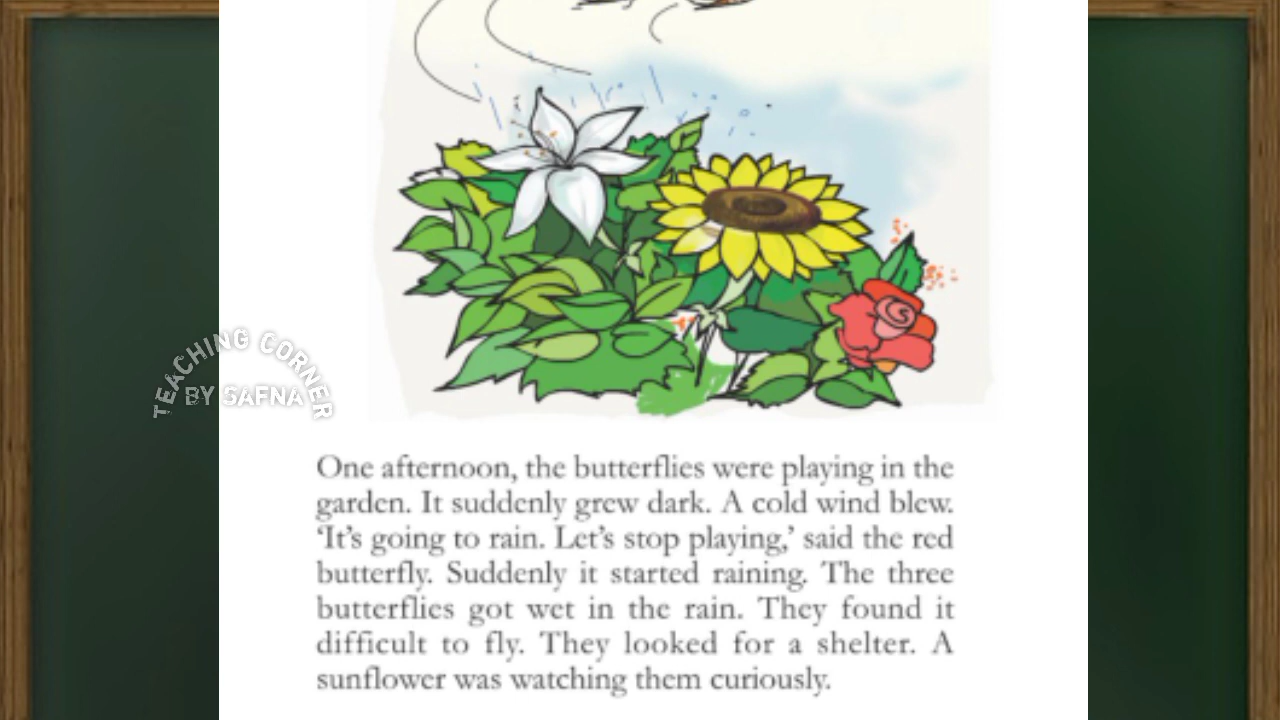 TEACHING CORNER
BY SAFNA
One afternoon, the butterflies were playing in the
garden. It suddenly grew dark. A cold wind blew.
‘It’s going to rain. Let’s stop playing,’ said the red
butterfly. Suddenly it started raining. The three
butterflies got wet in the rain. They found it
difficult to fly. They looked for a shelter. A
sunflower was watching them curiously.